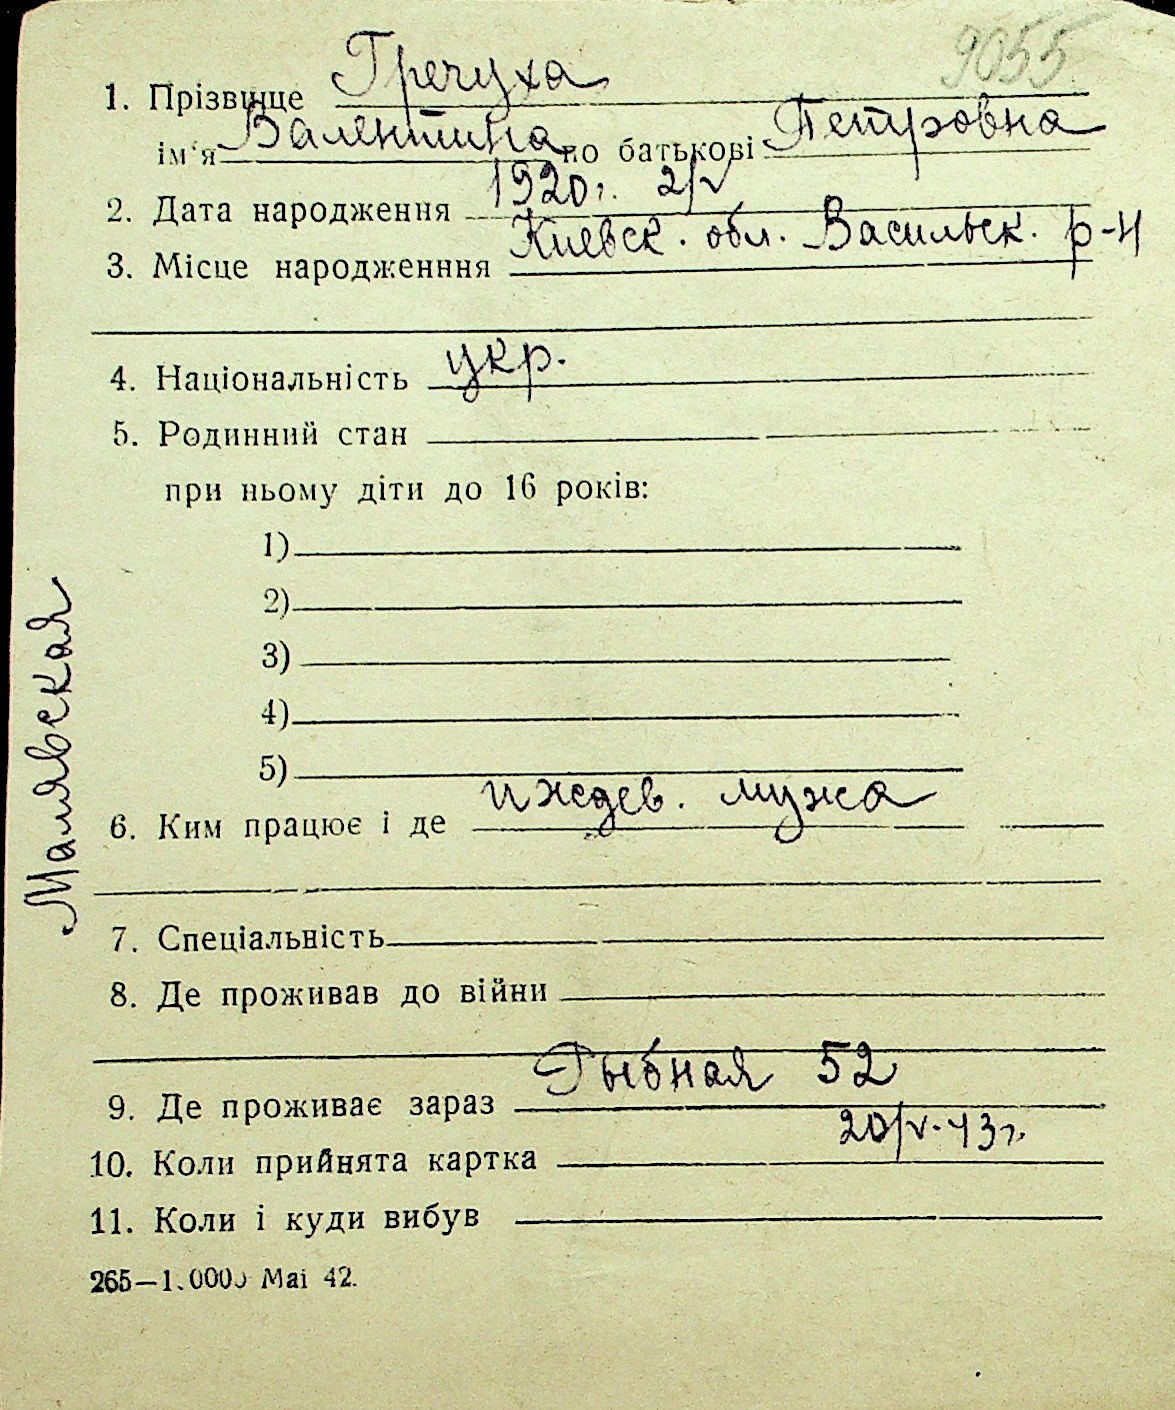 9055
1. Прізвище Гречуха
ім'я Валентина по батькові Петровна
2. Дата народження 1920 г. 2/V
3. Місце народженння Киевск. обл. Васильск. р-н
4. Національність укр.
5. Родинний стан
при ньому діти до 16 років:
1)
2)
3)
4)
5)
6. Ким працює і де иждев. мужа
7. Спеціальність
8. Де проживав до війни
9. Де проживає зараз Рыбная 52
10. Коли прийнята картка 20/V-43 г.
11. Коли і куди вибув
265—1.000 Mai 42.
Малявская